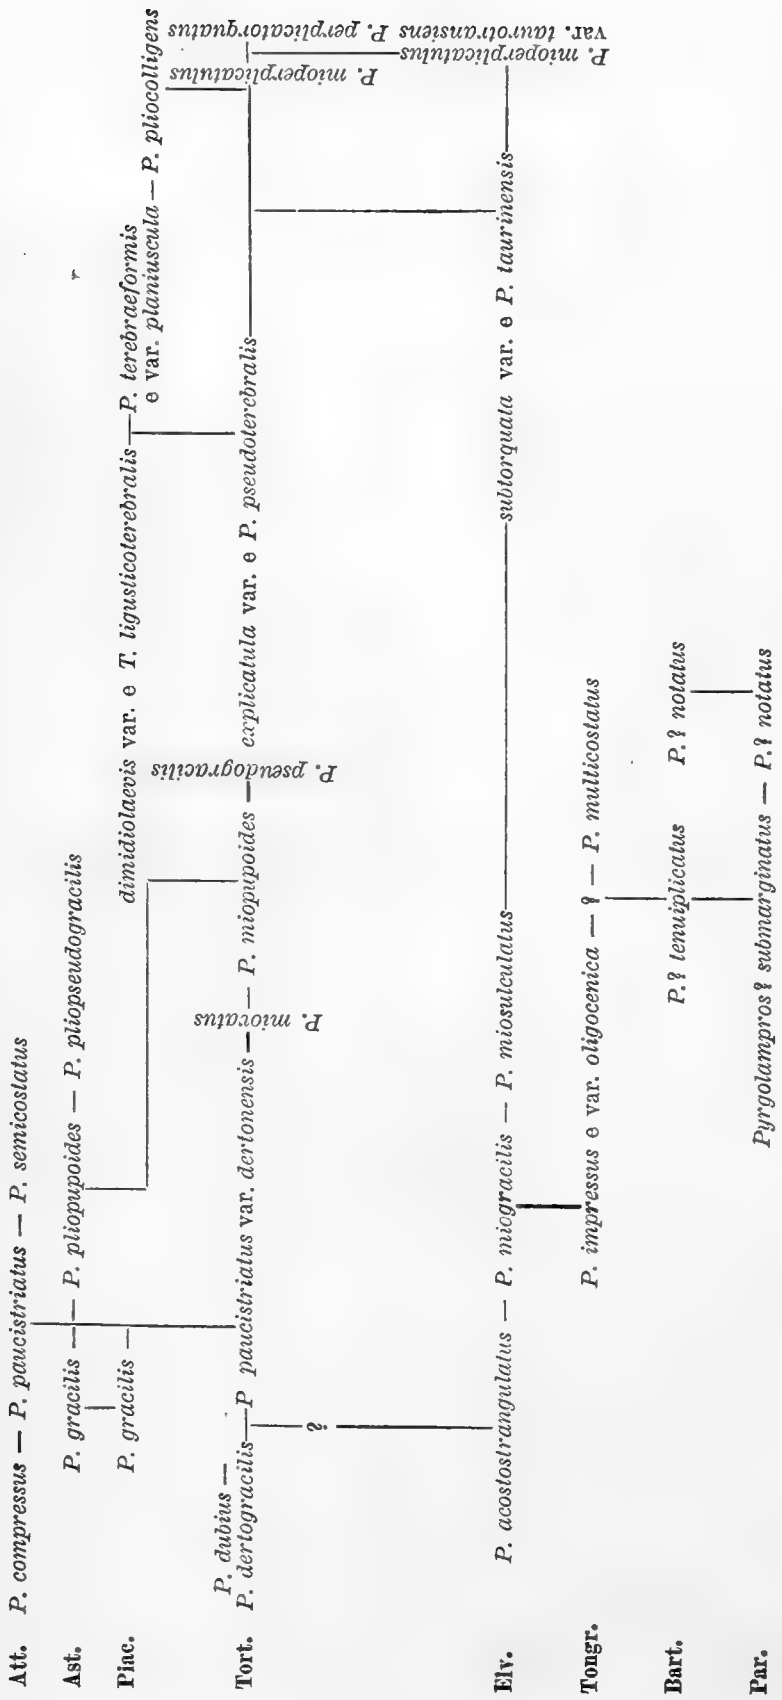 Att. P. compressus — P. paucistriatus — P. semicostatus
Ast. P. gracilis — — P. pliopupoides — P. pliopseudogracilis
Piac. P. gracilis — dimidiolaevis var. e T. ligusticoterebralis — P. terebraeformis
e var. planiuscula — P. pliocolligens
P. dubius —
Tort. P. dertogracilis — P paucistriatus var. dertonensis — P. mioratus — P. miopupoides — P. pseudogracilis — explicatula var. e P. pseudoterebralis — P. mioperplicatulus — P. perplicatorquatus
?
Elv. P. acostostrangulatus — P. miogracilis — P. miosulculatus — subtorquata var. e P. taurinensis — P. mioperplicatulus
var. taurotransiens
Tongr. P. impressus e var. oligocenica — ? — P. multicostatus
Bart. P.? tenuiplicatus P.? notatus
Par. Pyrgolampros? submarginatus — P.? notatus